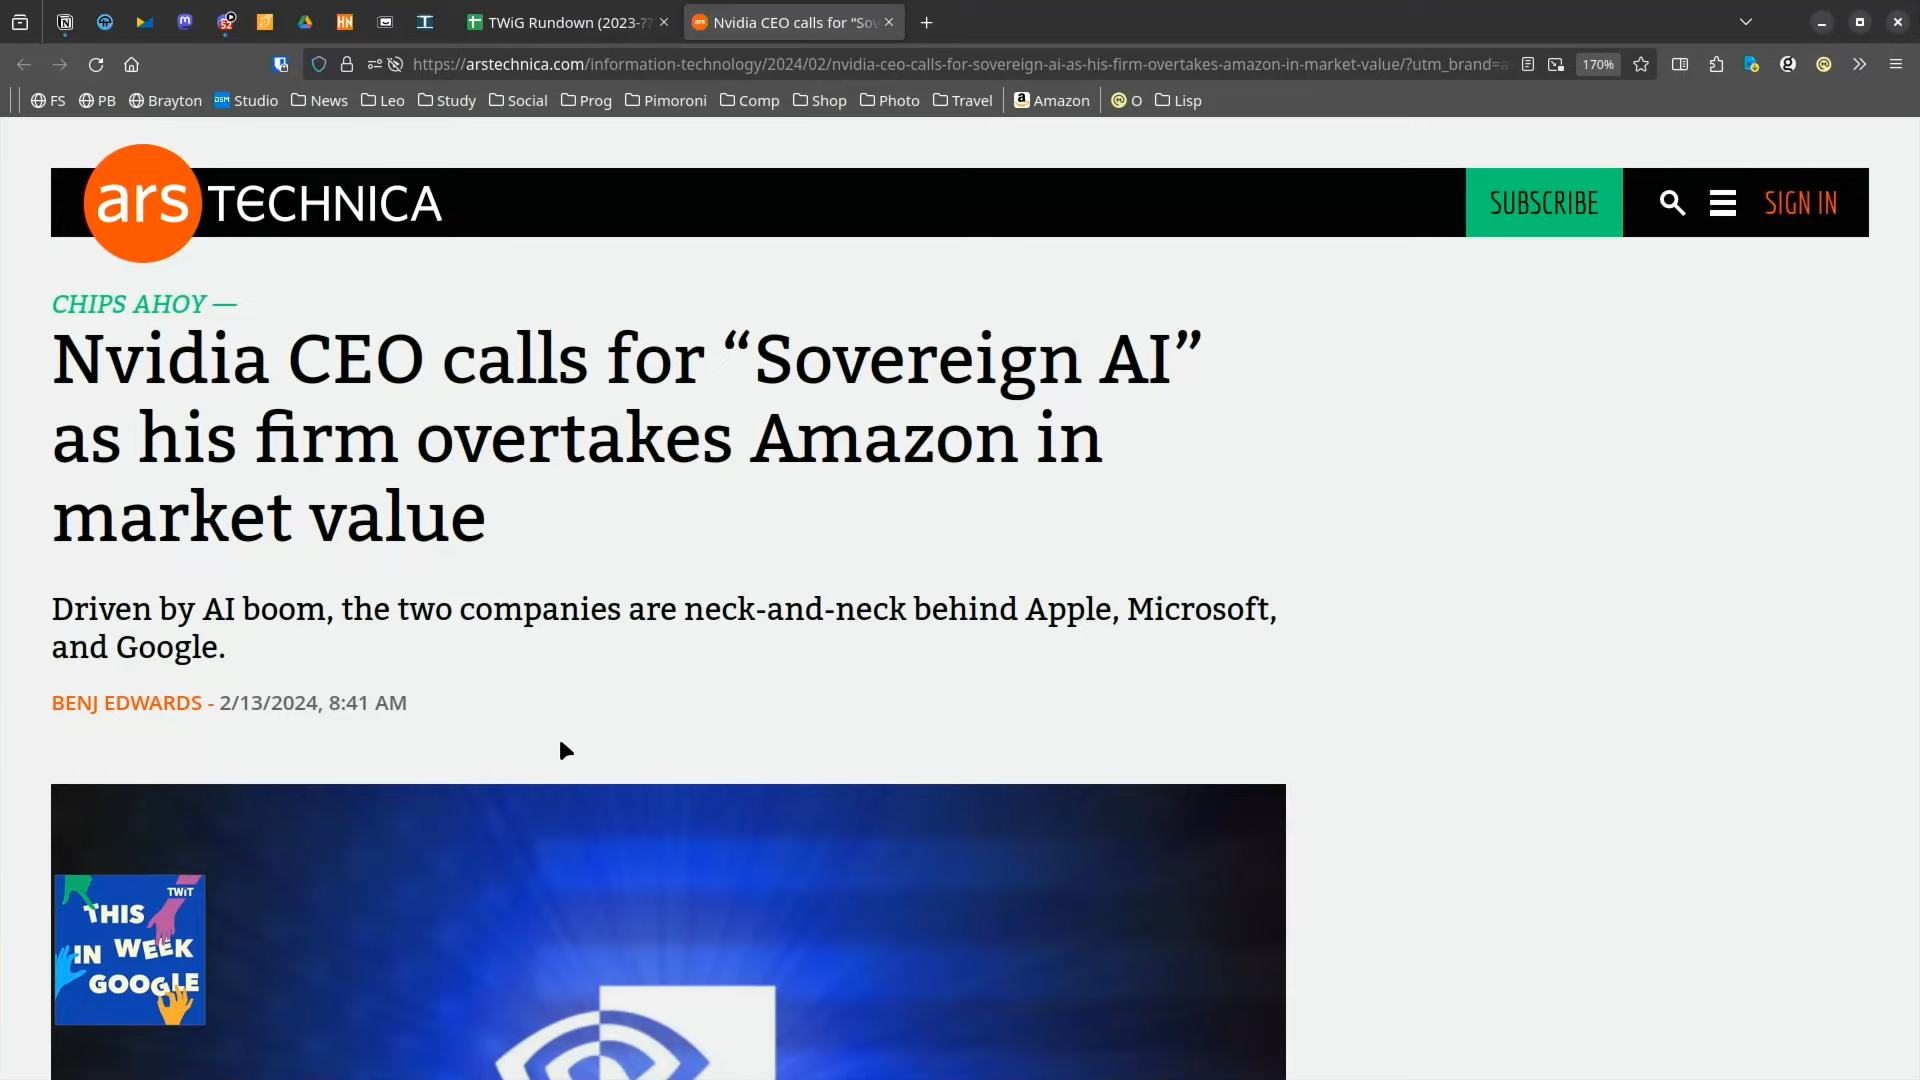 TWiG Rundown (2023-??
Nvidia CEO calls for “Sov
https://arstechnica.com/information-technology/2024/02/nvidia-ceo-calls-for-sovereign-ai-as-his-firm-overtakes-amazon-in-market-value/?utm_brand=a
170%
FS PB Brayton DSM Studio News Leo Study Social Prog Pimoroni Comp Shop Photo Travel Amazon O Lisp
ars TECHNICA
SUBSCRIBE
SIGN IN
CHIPS AHOY —
Nvidia CEO calls for “Sovereign AI”
as his firm overtakes Amazon in
market value
Driven by AI boom, the two companies are neck-and-neck behind Apple, Microsoft,
and Google.
BENJ EDWARDS - 2/13/2024, 8:41 AM
TWiT
THIS
IN WEEK
GOOGLE